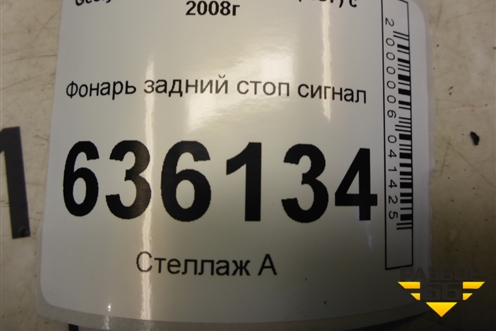 2008г
Фонарь задний стоп сигнал
636134
Стеллаж А
2000006041425